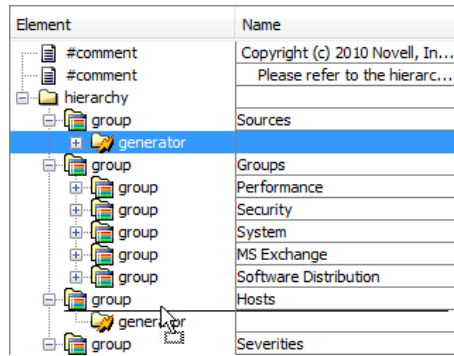 Element Name
#comment Copyright (c) 2010 Novell, In...
#comment Please refer to the hierarc...
hierarchy
group Sources
generator
group Groups
group Performance
group Security
group System
group MS Exchange
group Software Distribution
group Hosts
generator
group Severities